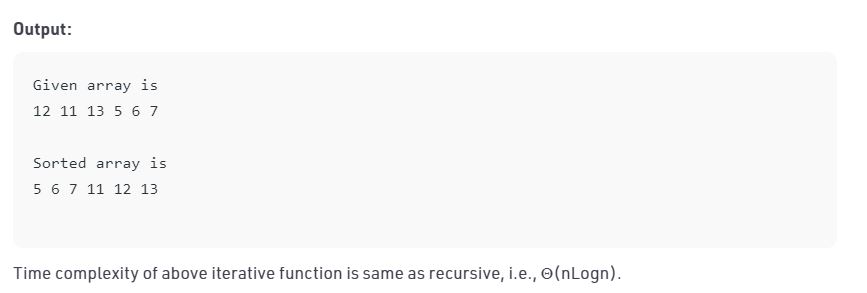 Output:
Given array is
12 11 13 5 6 7
Sorted array is
5 6 7 11 12 13
Time complexity of above iterative function is same as recursive, i.e., Θ(nLogn).